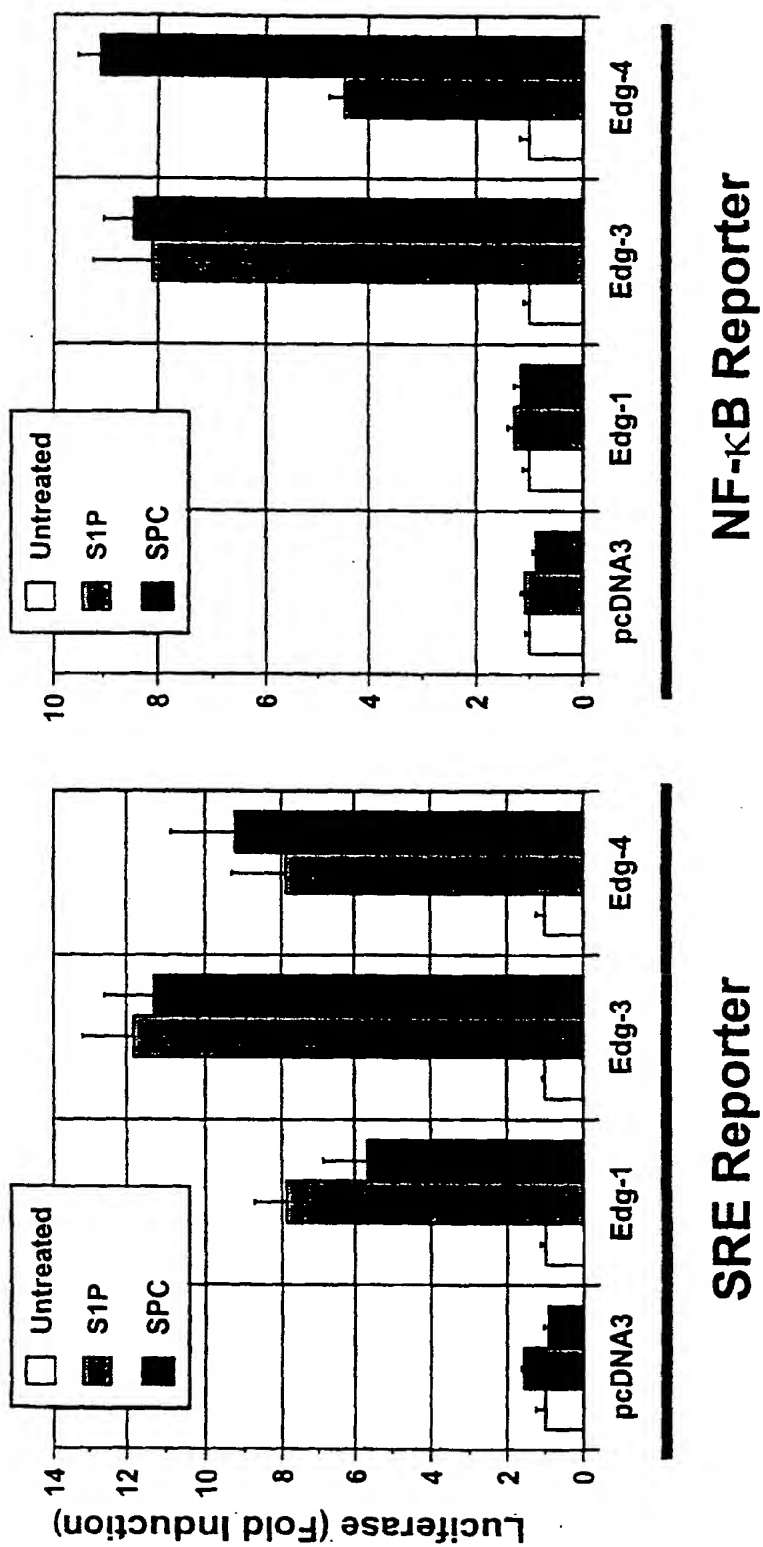 Luciferase (Fold Induction)
14
12
10
8
6
4
2
0
Untreated
S1P
SPC
pcDNA3
Edg-1
Edg-3
Edg-4
SRE Reporter
10
8
6
4
2
0
Untreated
S1P
SPC
pcDNA3
Edg-1
Edg-3
Edg-4
NF-κB Reporter